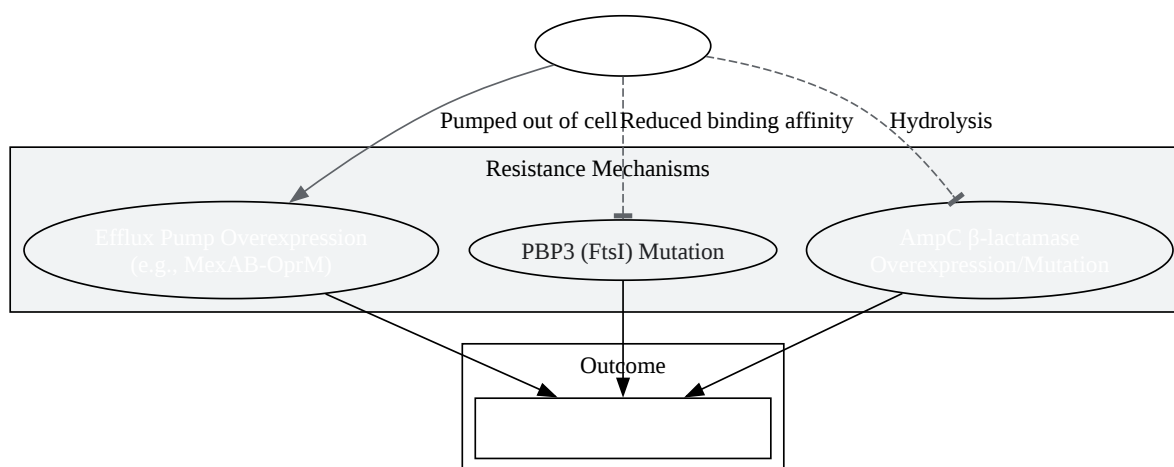 Pumped out of cell
Reduced binding affinity
Hydrolysis
Resistance Mechanisms
Efflux Pump Overexpression
(e.g., MexAB-OprM)
PBP3 (FtsI) Mutation
AmpC β-lactamase
Overexpression/Mutation
Outcome